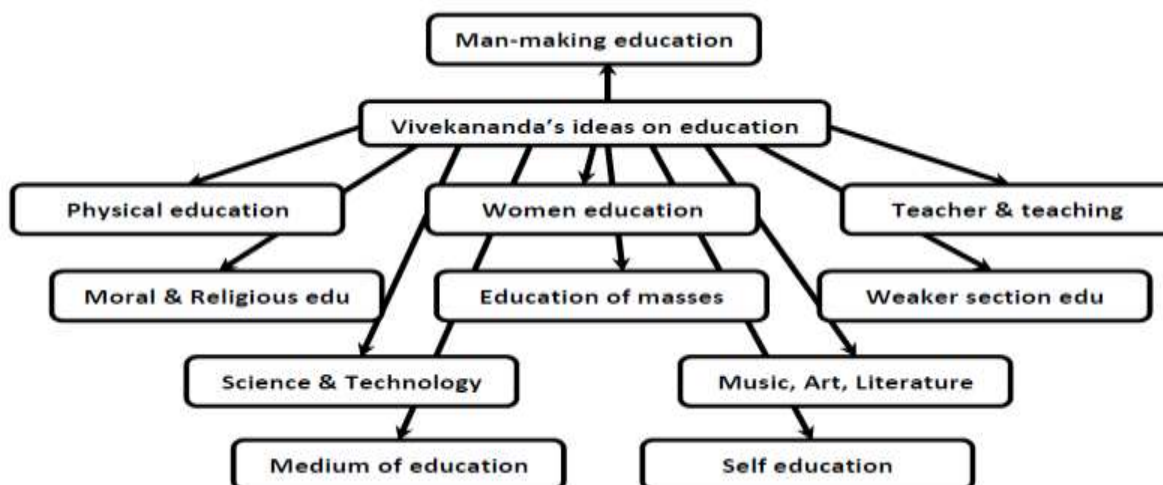 Man-making education
Vivekananda's ideas on education
Physical education
Women education
Teacher & teaching
Moral & Religious edu
Education of masses
Weaker section edu
Science & Technology
Music, Art, Literature
Medium of education
Self education